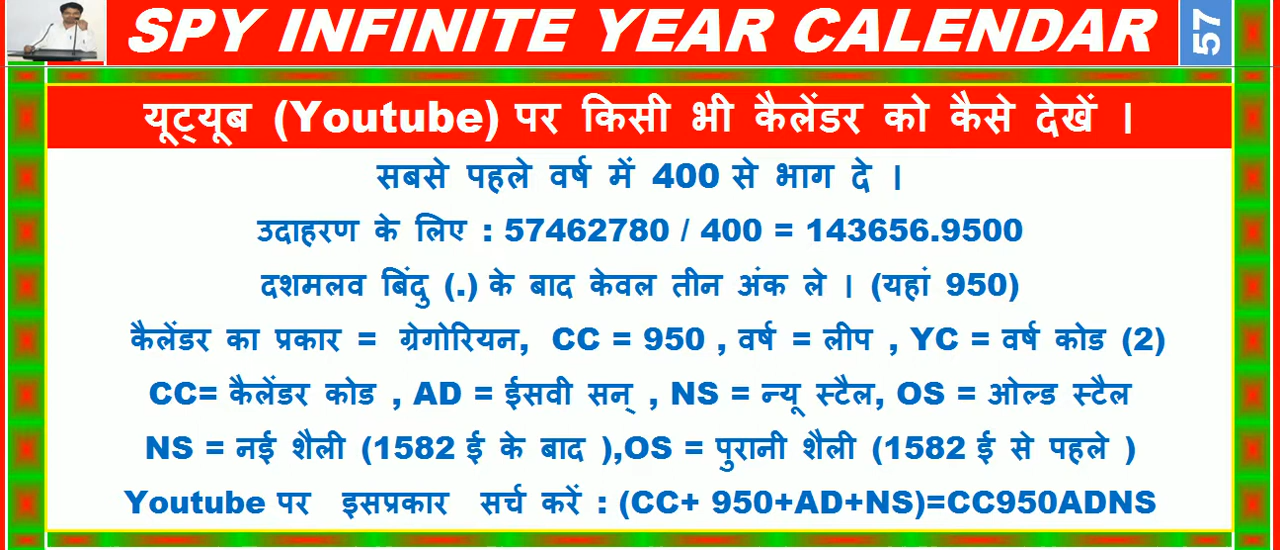 SPY INFINITE YEAR CALENDAR
57
यूट्यूब (Youtube) पर किसी भी कैलेंडर को कैसे देखें ।
सबसे पहले वर्ष में 400 से भाग दे ।
उदाहरण के लिए : 57462780 / 400 = 143656.9500
दशमलव बिंदु (.) के बाद केवल तीन अंक ले । (यहां 950)
कैलेंडर का प्रकार = ग्रेगोरियन, CC = 950 , वर्ष = लीप , YC = वर्ष कोड (2)
CC= कैलेंडर कोड , AD = ईसवी सन् , NS = न्यू स्टैल, OS = ओल्ड स्टैल
NS = नई शैली (1582 ई के बाद ),OS = पुरानी शैली (1582 ई से पहले )
Youtube पर इसप्रकार सर्च करें : (CC+ 950+AD+NS)=CC950ADNS